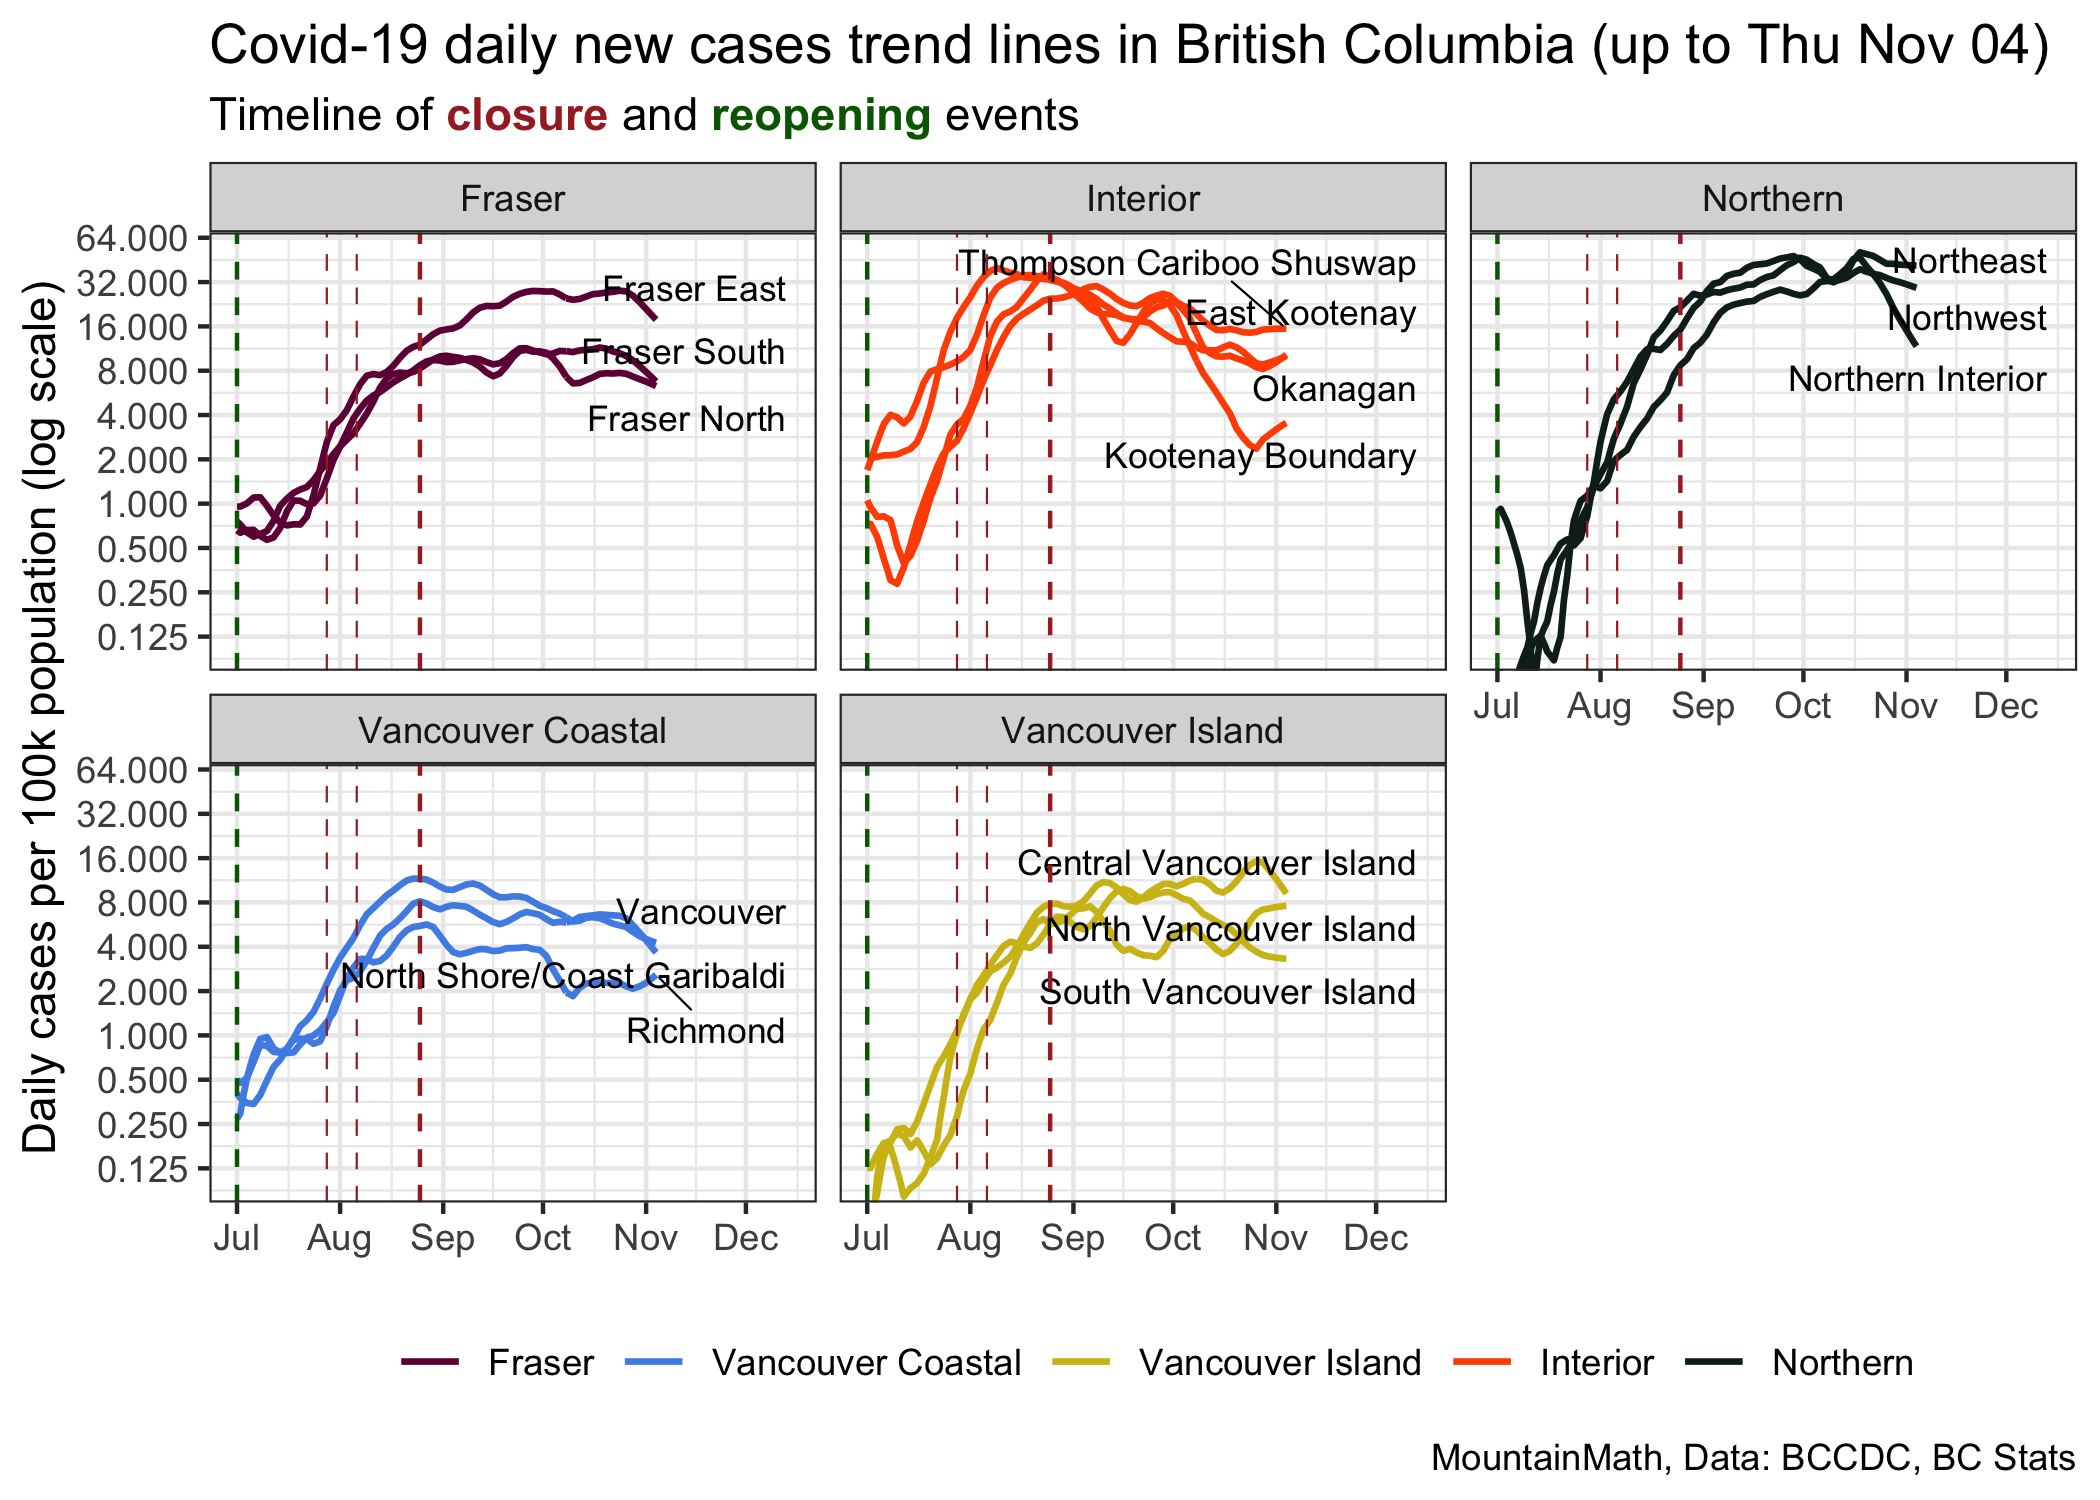 Covid-19 daily new cases trend lines in British Columbia (up to Thu Nov 04)
Timeline of closure and reopening events
Daily cases per 100k population (log scale)
Fraser
64.000
32.000
16.000
8.000
4.000
2.000
1.000
0.500
0.250
0.125
Fraser East
Fraser South
Fraser North
Interior
Thompson Cariboo Shuswap
East Kootenay
Okanagan
Kootenay Boundary
Northern
Northeast
Northwest
Northern Interior
Jul Aug Sep Oct Nov Dec
Vancouver Coastal
64.000
32.000
16.000
8.000
4.000
2.000
1.000
0.500
0.250
0.125
Vancouver
North Shore/Coast Garibaldi
Richmond
Jul Aug Sep Oct Nov Dec
Vancouver Island
Central Vancouver Island
North Vancouver Island
South Vancouver Island
Jul Aug Sep Oct Nov Dec
Fraser Vancouver Coastal Vancouver Island Interior Northern
MountainMath, Data: BCCDC, BC Stats